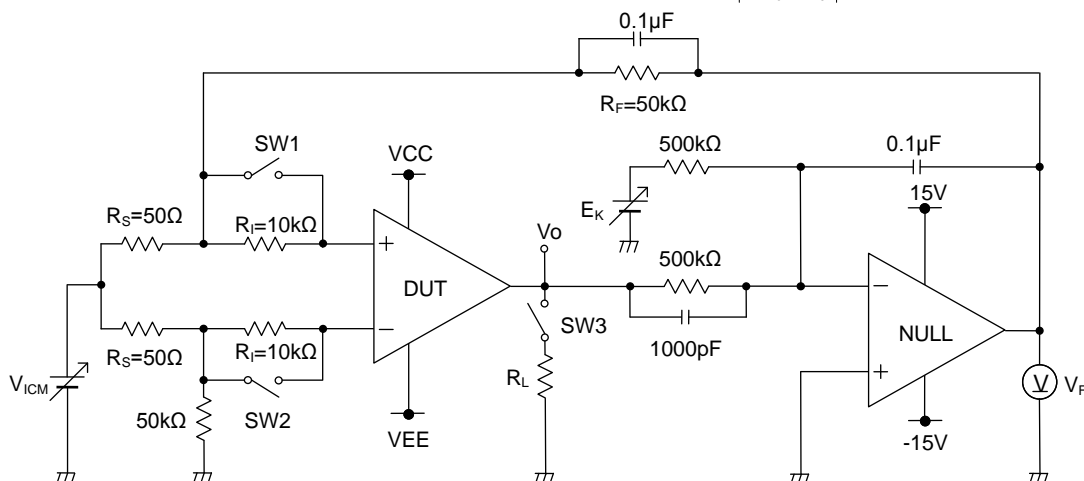 0.1μF
RF=50kΩ
SW1
VCC
500kΩ
0.1μF
15V
EK
RS=50Ω
RI=10kΩ
Vo
500kΩ
DUT
SW3
NULL
1000pF
RS=50Ω
RI=10kΩ
VICM
RL
V
VF
50kΩ
SW2
VEE
-15V